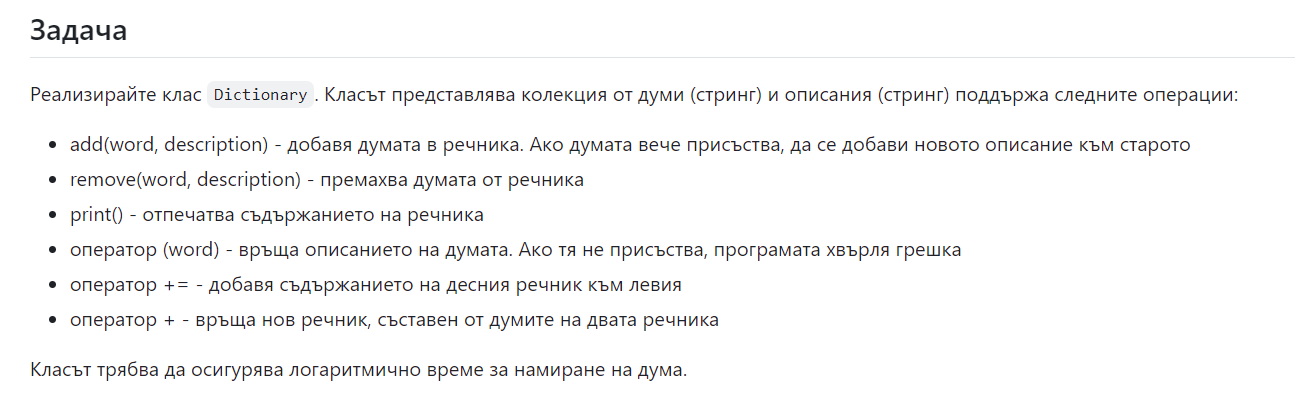 Задача
Реализирайте клас Dictionary. Класът представлява колекция от думи (стринг) и описания (стринг) поддържа следните операции:
• add(word, description) - добавя думата в речника. Ако думата вече присъства, да се добави новото описание към старото
• remove(word, description) - премахва думата от речника
• print() - отпечатва съдържанието на речника
• оператор (word) - връща описанието на думата. Ако тя не присъства, програмата хвърля грешка
• оператор += - добавя съдържанието на десния речник към левия
• оператор + - връща нов речник, съставен от думите на двата речника
Класът трябва да осигурява логаритмично време за намиране на дума.